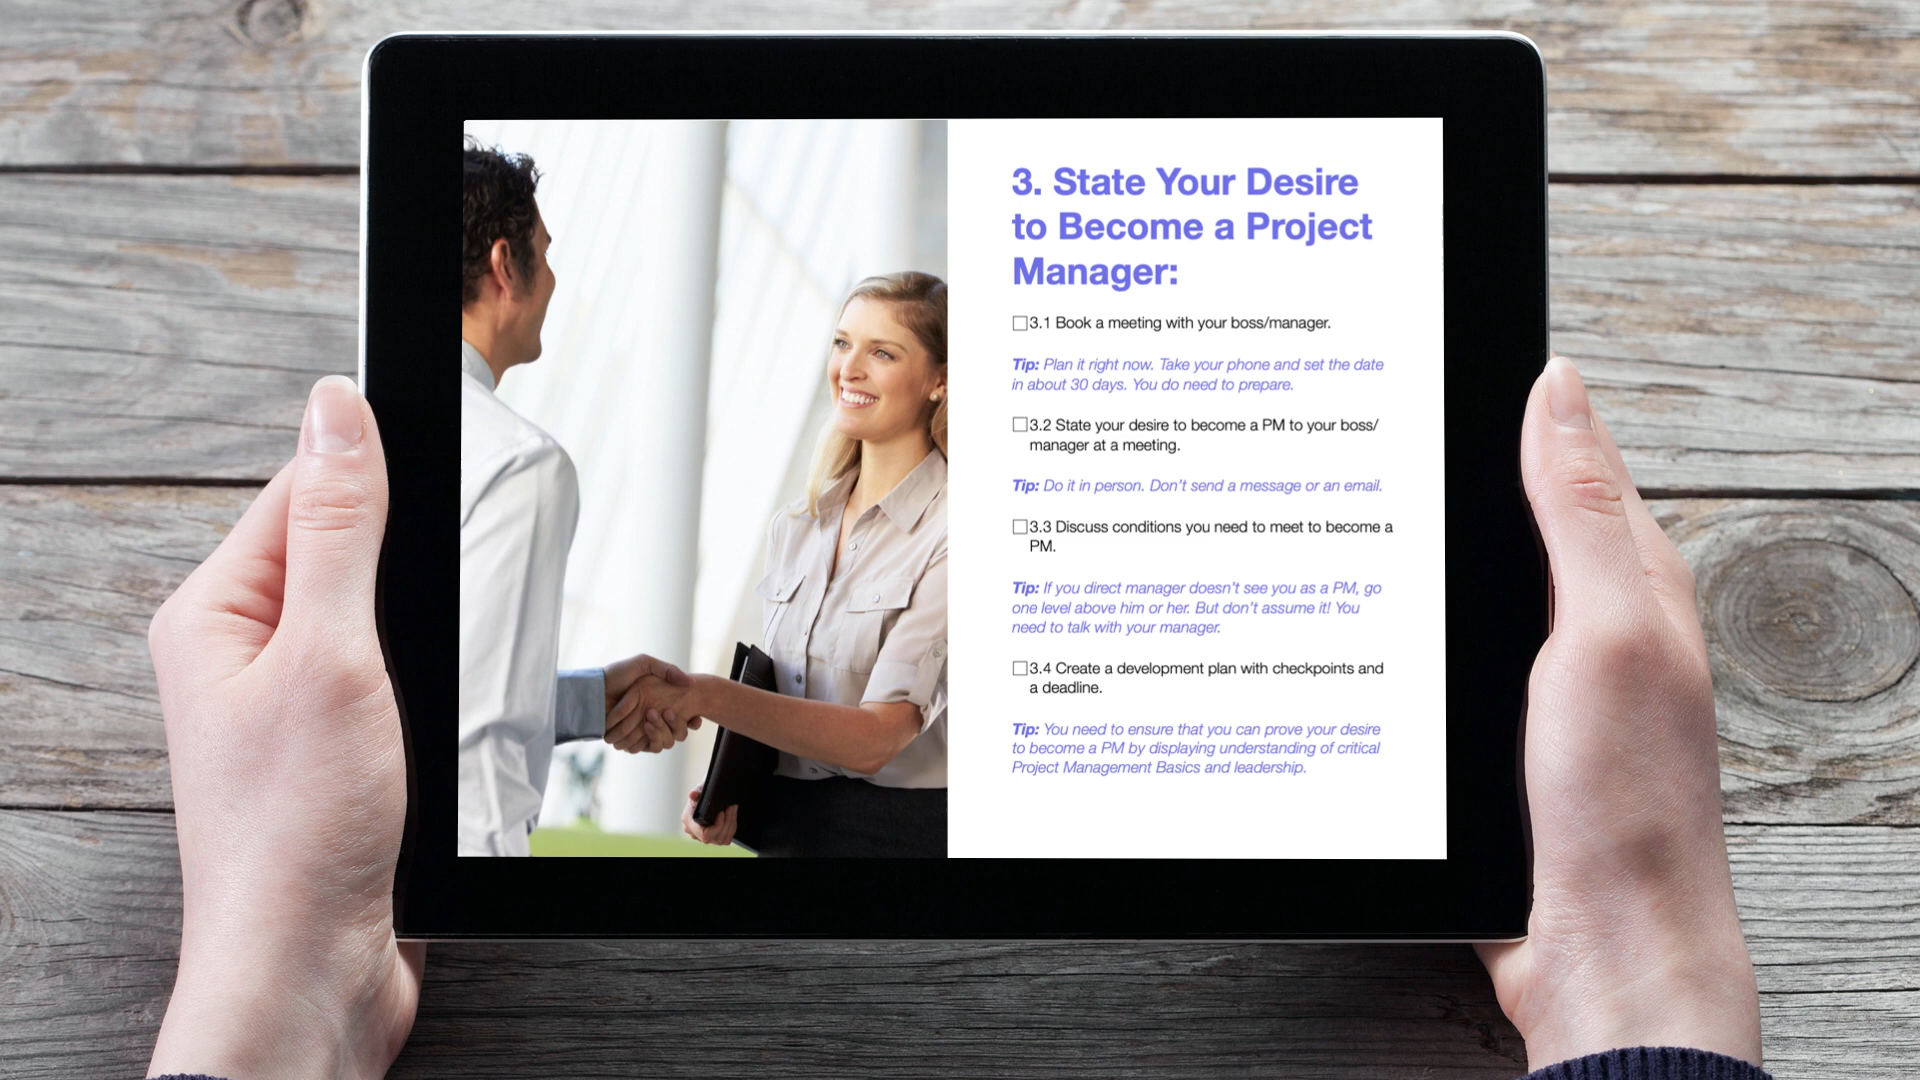 3. State Your Desire
to Become a Project
Manager:
3.1 Book a meeting with your boss/manager.
Tip: Plan it right now. Take your phone and set the date
in about 30 days. You do need to prepare.
3.2 State your desire to become a PM to your boss/
manager at a meeting.
Tip: Do it in person. Don't send a message or an email.
3.3 Discuss conditions you need to meet to become a
PM.
Tip: If you direct manager doesn't see you as a PM, go
one level above him or her. But don't assume it! You
need to talk with your manager.
3.4 Create a development plan with checkpoints and
a deadline.
Tip: You need to ensure that you can prove your desire
to become a PM by displaying understanding of critical
Project Management Basics and leadership.